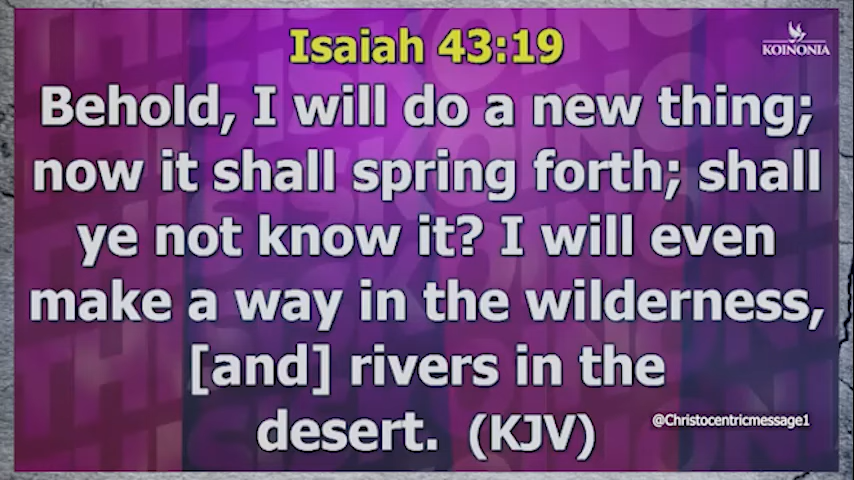 Isaiah 43:19
KOINONIA
Behold, I will do a new thing;
now it shall spring forth; shall
ye not know it? I will even
make a way in the wilderness,
[and] rivers in the
desert. (KJV)
@Christocentricmessage1